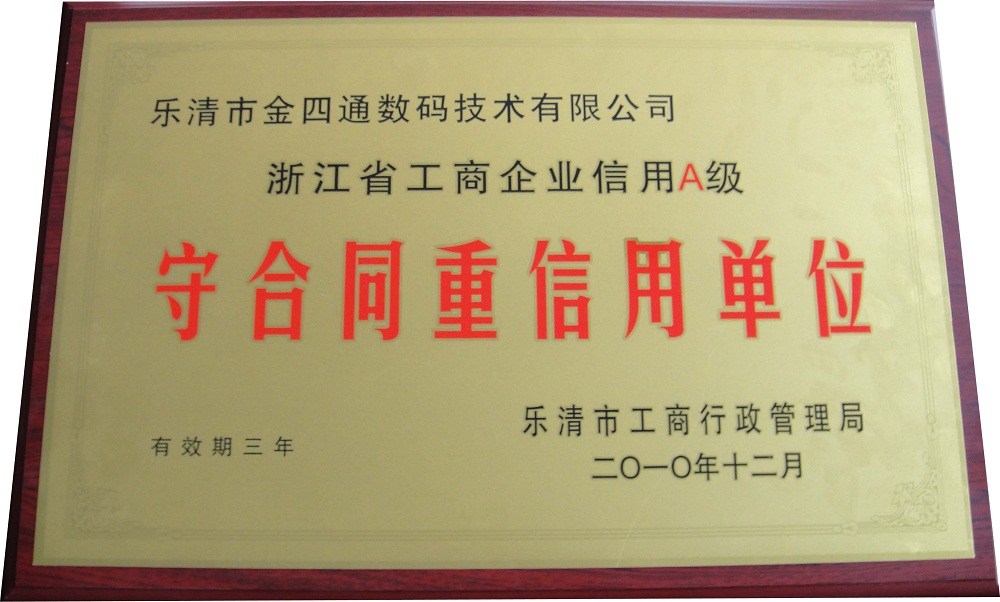 乐清市金四通数码技术有限公司
浙江省工商企业信用A级
守合同重信用单位
乐清市工商行政管理局
有效期三年
二〇一〇年十二月